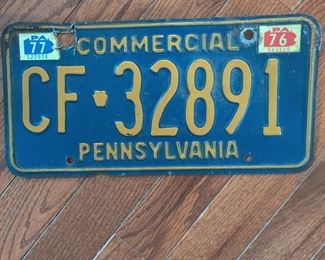 PA 77 COMMERCIAL PA 76
CF 32891
PENNSYLVANIA